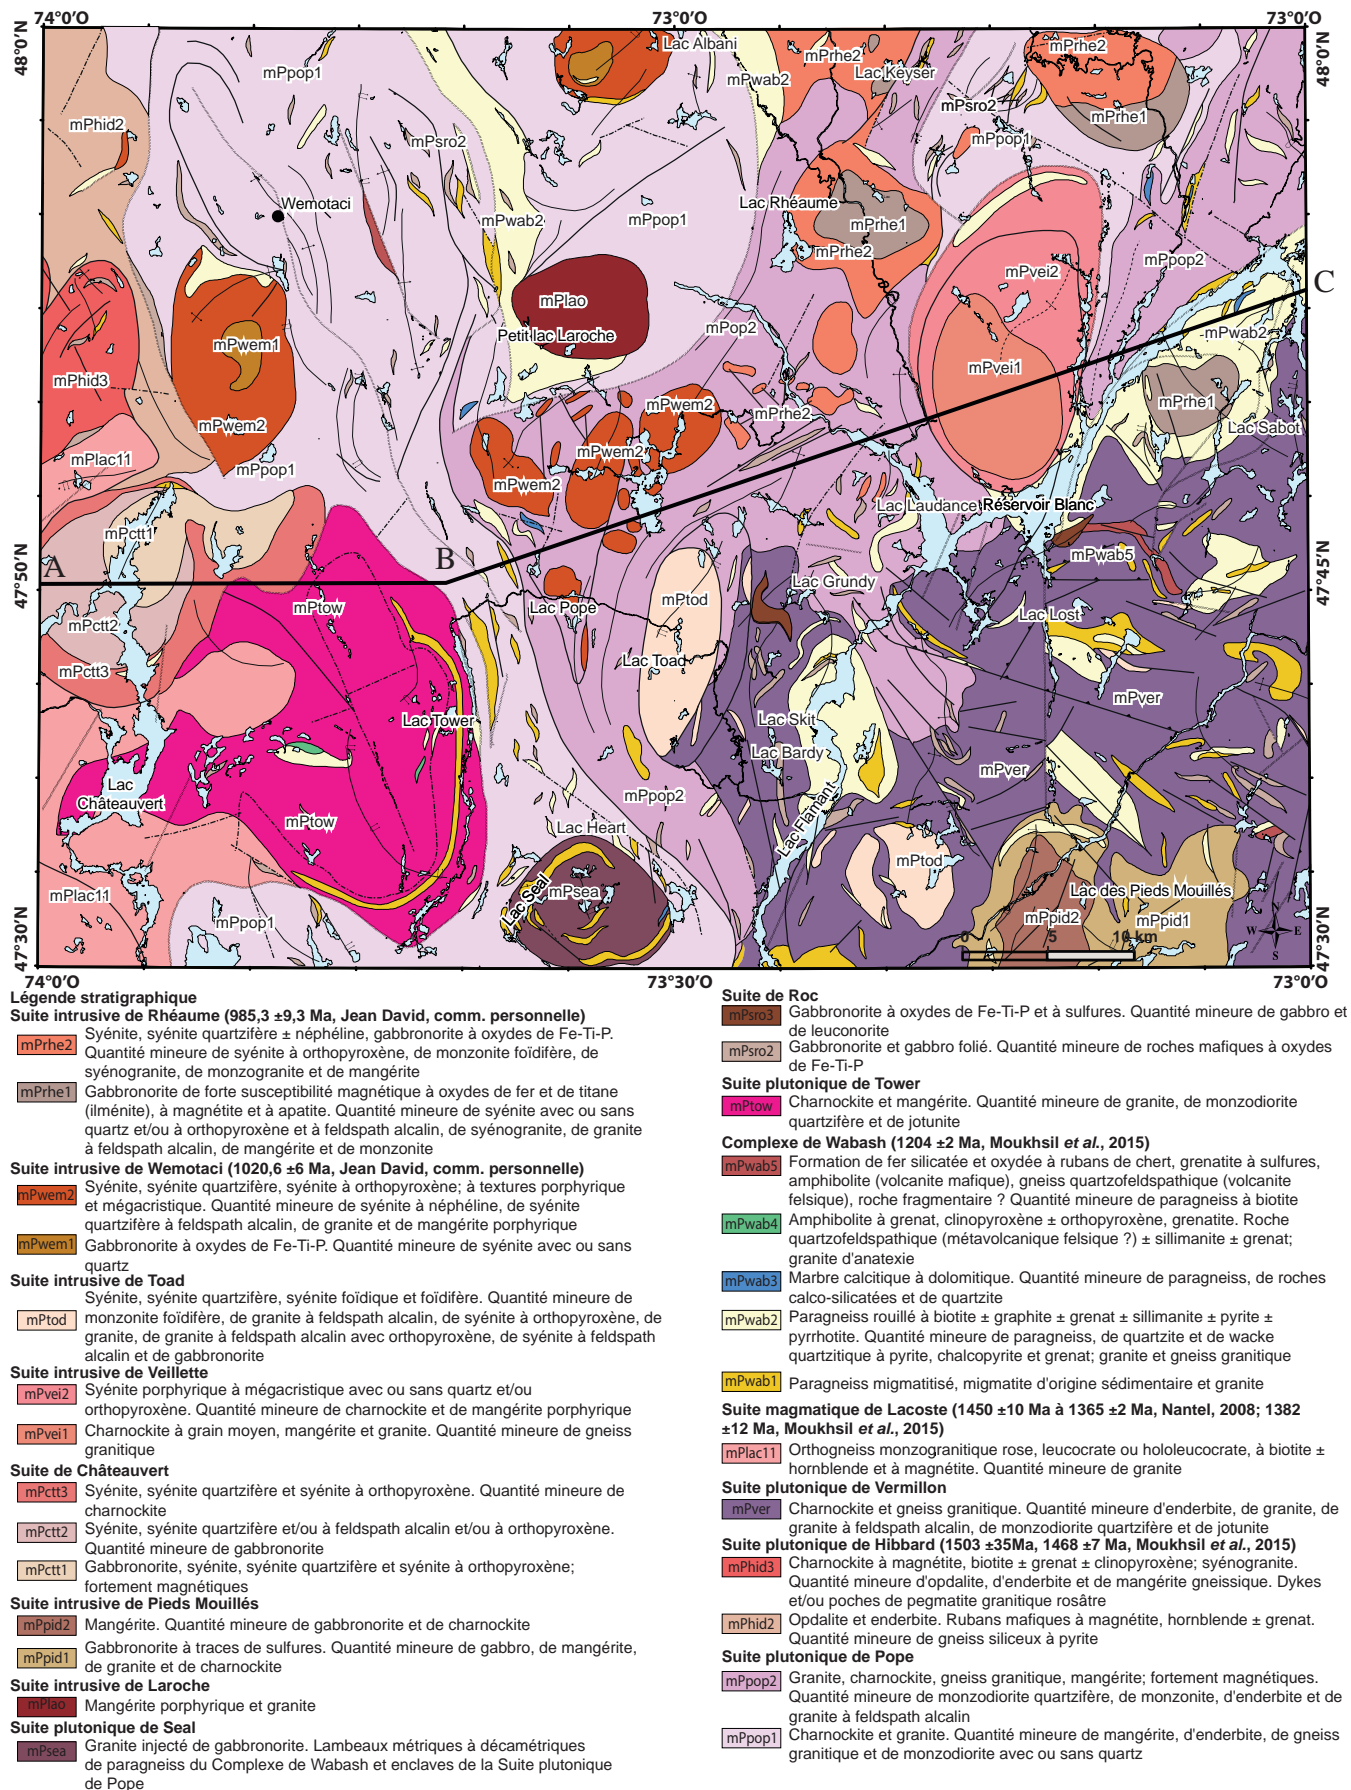 74°0’O
73°0’O
73°0’O
48°0’N
48°0’N
Lac Albani
mPrhe2
mPrhe2
mPpop1
mPwab2
Lac Keyser
mPsro2
mPrhe1
mPhid2
mPpop1
mPsro2
Wemotaci
mPwab2
mPpop1
Lac Rhéaume
mPrhe1
mPrhe2
mPpop2
mPvei2
C
mPlao
Petit lac Laroche
mPop2
mPwab2
mPwem1
mPhid3
mPvei1
mPrhe1
mPwem2
mPwem2
mPrhe2
Lac Sabot
mPlac11
mPpop1
mPwem2
mPwem2
Lac Laudance
Réservoir Blanc
mPctt1
47°50’N
47°45’N
A
B
mPwab5
Lac Grundy
mPtow
Lac Pope
mPtod
Lac Lost
mPctt2
mPctt3
Lac Toad
mPver
Lac Tower
Lac Skit
Lac Bardy
mPver
Lac
Châteauvert
mPpop2
mPtow
Lac Heart
Lac Flamant
mPtod
mPlac11
mPsea
Lac Seal
Lac des Pieds Mouillés
mPpop1
mPpid2
mPpid1
W E
S
0 5 10 km
47°30’N
47°30’N
74°0’O
73°30’O
73°0’O
Légende stratigraphique
Suite intrusive de Rhéaume (985,3 ±9,3 Ma, Jean David, comm. personnelle)
mPrhe2 Syénite, syénite quartzifère ± néphéline, gabbronorite à oxydes de Fe-Ti-P.
Quantité mineure de syénite à orthopyroxène, de monzonite foïdifère, de
syénogranite, de monzogranite et de mangérite
mPrhe1 Gabbronorite de forte susceptibilité magnétique à oxydes de fer et de titane
(ilménite), à magnétite et à apatite. Quantité mineure de syénite avec ou sans
quartz et/ou à orthopyroxène et à feldspath alcalin, de syénogranite, de granite
à feldspath alcalin, de mangérite et de monzonite
Suite intrusive de Wemotaci (1020,6 ±6 Ma, Jean David, comm. personnelle)
mPwem2 Syénite, syénite quartzifère, syénite à orthopyroxène; à textures porphyrique
et mégacristique. Quantité mineure de syénite à néphéline, de syénite
quartzifère à feldspath alcalin, de granite et de mangérite porphyrique
mPwem1 Gabbronorite à oxydes de Fe-Ti-P. Quantité mineure de syénite avec ou sans
quartz
Suite intrusive de Toad
mPtod Syénite, syénite quartzifère, syénite foïdique et foïdifère. Quantité mineure de
monzonite foïdifère, de granite à feldspath alcalin, de syénite à orthopyroxène, de
granite, de granite à feldspath alcalin avec orthopyroxène, de syénite à feldspath
alcalin et de gabbronorite
Suite intrusive de Veillette
mPvei2 Syénite porphyrique à mégacristique avec ou sans quartz et/ou
orthopyroxène. Quantité mineure de charnockite et de mangérite porphyrique
mPvei1 Charnockite à grain moyen, mangérite et granite. Quantité mineure de gneiss
granitique
Suite de Châteauvert
mPctt3 Syénite, syénite quartzifère et syénite à orthopyroxène. Quantité mineure de
charnockite
mPctt2 Syénite, syénite quartzifère et/ou à feldspath alcalin et/ou à orthopyroxène.
Quantité mineure de gabbronorite
mPctt1 Gabbronorite, syénite, syénite quartzifère et syénite à orthopyroxène;
fortement magnétiques
Suite intrusive de Pieds Mouillés
mPpid2 Mangérite. Quantité mineure de gabbronorite et de charnockite
mPpid1 Gabbronorite à traces de sulfures. Quantité mineure de gabbro, de mangérite,
de granite et de charnockite
Suite intrusive de Laroche
mPlao Mangérite porphyrique et granite
Suite plutonique de Seal
mPsea Granite injecté de gabbronorite. Lambeaux métriques à décamétriques
de paragneiss du Complexe de Wabash et enclaves de la Suite plutonique
de Pope
Suite de Roc
mPsro3 Gabbronorite à oxydes de Fe-Ti-P et à sulfures. Quantité mineure de gabbro et
de leuconorite
mPsro2 Gabbronorite et gabbro folié. Quantité mineure de roches mafiques à oxydes
de Fe-Ti-P
Suite plutonique de Tower
mPtow Charnockite et mangérite. Quantité mineure de granite, de monzodiorite
quartzifère et de jotunite
Complexe de Wabash (1204 ±2 Ma, Moukhsil et al., 2015)
mPwab5 Formation de fer silicatée et oxydée à rubans de chert, grenatite à sulfures,
amphibolite (volcanite mafique), gneiss quartzofeldspathique (volcanite
felsique), roche fragmentaire ? Quantité mineure de paragneiss à biotite
mPwab4 Amphibolite à grenat, clinopyroxène ± orthopyroxène, grenatite. Roche
quartzofeldspathique (métavolcanique felsique ?) ± sillimanite ± grenat;
granite d'anatexie
mPwab3 Marbre calcitique à dolomitique. Quantité mineure de paragneiss, de roches
calco-silicatées et de quartzite
mPwab2 Paragneiss rouillé à biotite ± graphite ± grenat ± sillimanite ± pyrite ±
pyrrhotite. Quantité mineure de paragneiss, de quartzite et de wacke
quartzitique à pyrite, chalcopyrite et grenat; granite et gneiss granitique
mPwab1 Paragneiss migmatitisé, migmatite d'origine sédimentaire et granite
Suite magmatique de Lacoste (1450 ±10 Ma à 1365 ±2 Ma, Nantel, 2008; 1382
±12 Ma, Moukhsil et al., 2015)
mPlac11 Orthogneiss monzogranitique rose, leucocrate ou hololeucocrate, à biotite ±
hornblende et à magnétite. Quantité mineure de granite
Suite plutonique de Vermillon
mPver Charnockite et gneiss granitique. Quantité mineure d'enderbite, de granite, de
granite à feldspath alcalin, de monzodiorite quartzifère et de jotunite
Suite plutonique de Hibbard (1503 ±35Ma, 1468 ±7 Ma, Moukhsil et al., 2015)
mPhid3 Charnockite à magnétite, biotite ± grenat ± clinopyroxène; syénogranite.
Quantité mineure d'opdalite, d'enderbite et de mangérite gneissique. Dykes
et/ou poches de pegmatite granitique rosâtre
mPhid2 Opdalite et enderbite. Rubans mafiques à magnétite, hornblende ± grenat.
Quantité mineure de gneiss siliceux à pyrite
Suite plutonique de Pope
mPpop2 Granite, charnockite, gneiss granitique, mangérite; fortement magnétiques.
Quantité mineure de monzodiorite quartzifère, de monzonite, d'enderbite et de
granite à feldspath alcalin
mPpop1 Charnockite et granite. Quantité mineure de mangérite, d'enderbite, de gneiss
granitique et de monzodiorite avec ou sans quartz